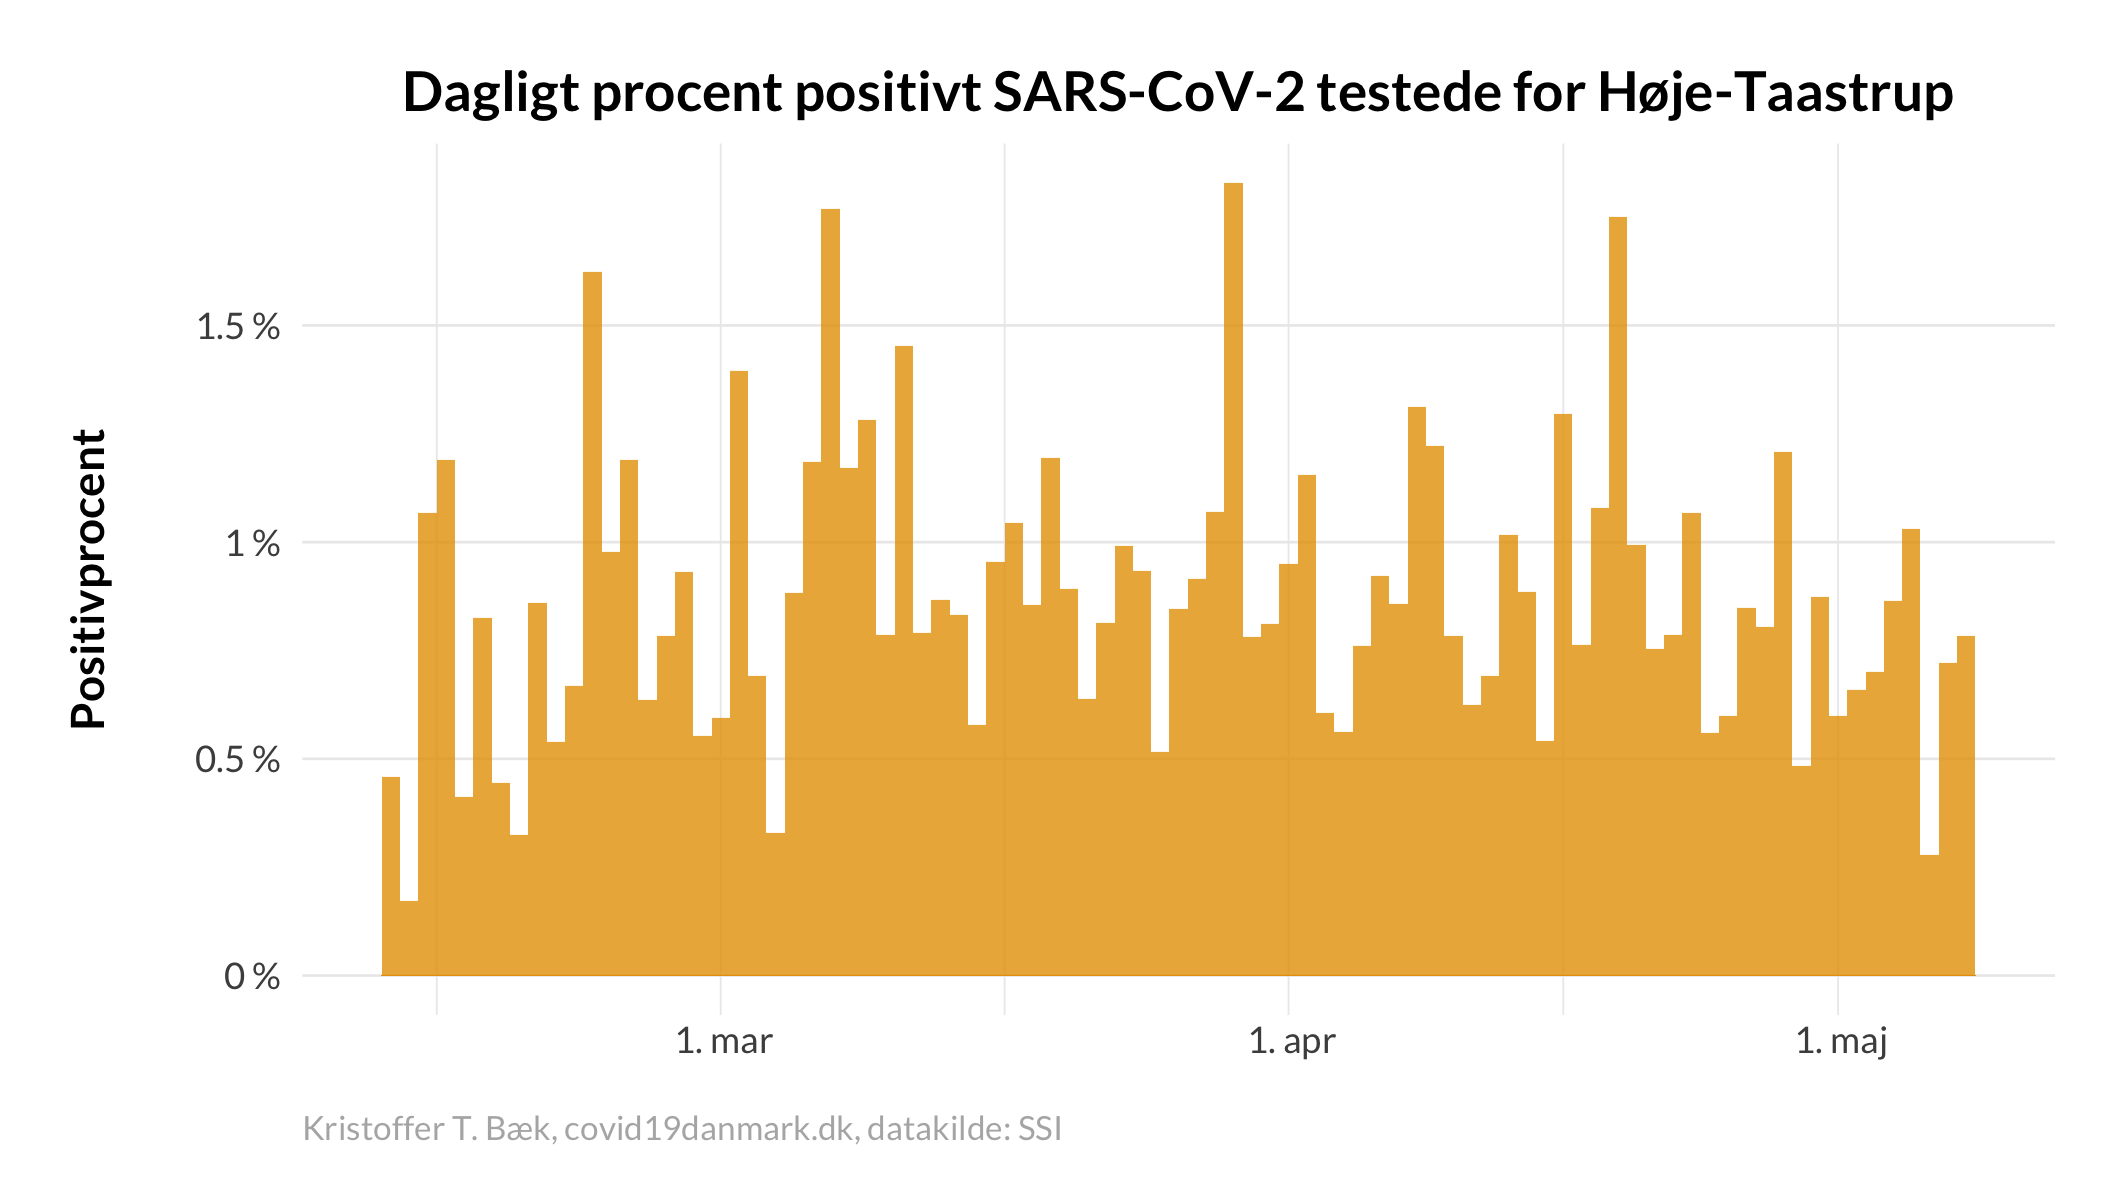 Dagligt procent positivt SARS-CoV-2 testede for Høje-Taastrup
Positivprocent
1.5 %
1 %
0.5 %
0 %
1. mar
1. apr
1. maj
Kristoffer T. Bæk, covid19danmark.dk, datakilde: SSI